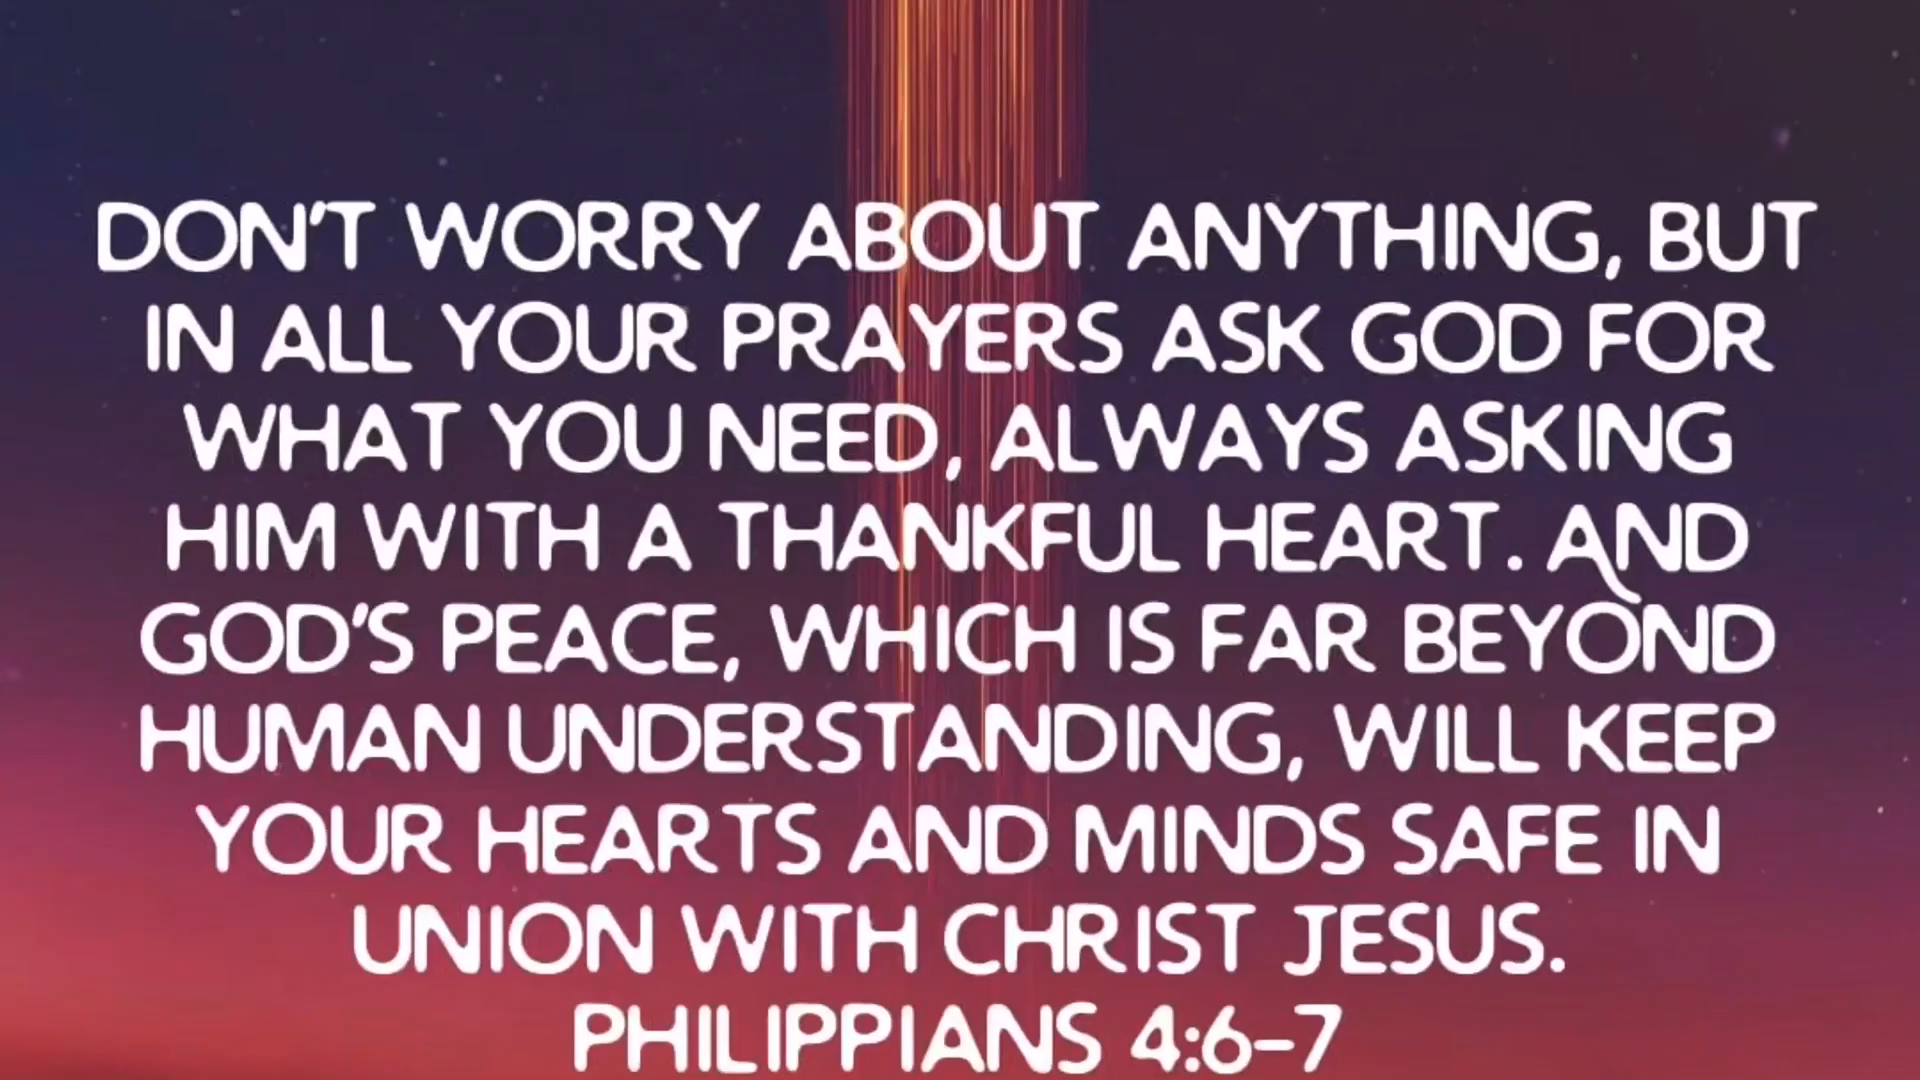 DON'T WORRY ABOUT ANYTHING, BUT
IN ALL YOUR PRAYERS ASK GOD FOR
WHAT YOU NEED, ALWAYS ASKING
HIM WITH A THANKFUL HEART. AND
GOD'S PEACE, WHICH IS FAR BEYOND
HUMAN UNDERSTANDING, WILL KEEP
YOUR HEARTS AND MINDS SAFE IN
UNION WITH CHRIST JESUS.
PHILIPPIANS 4:6-7